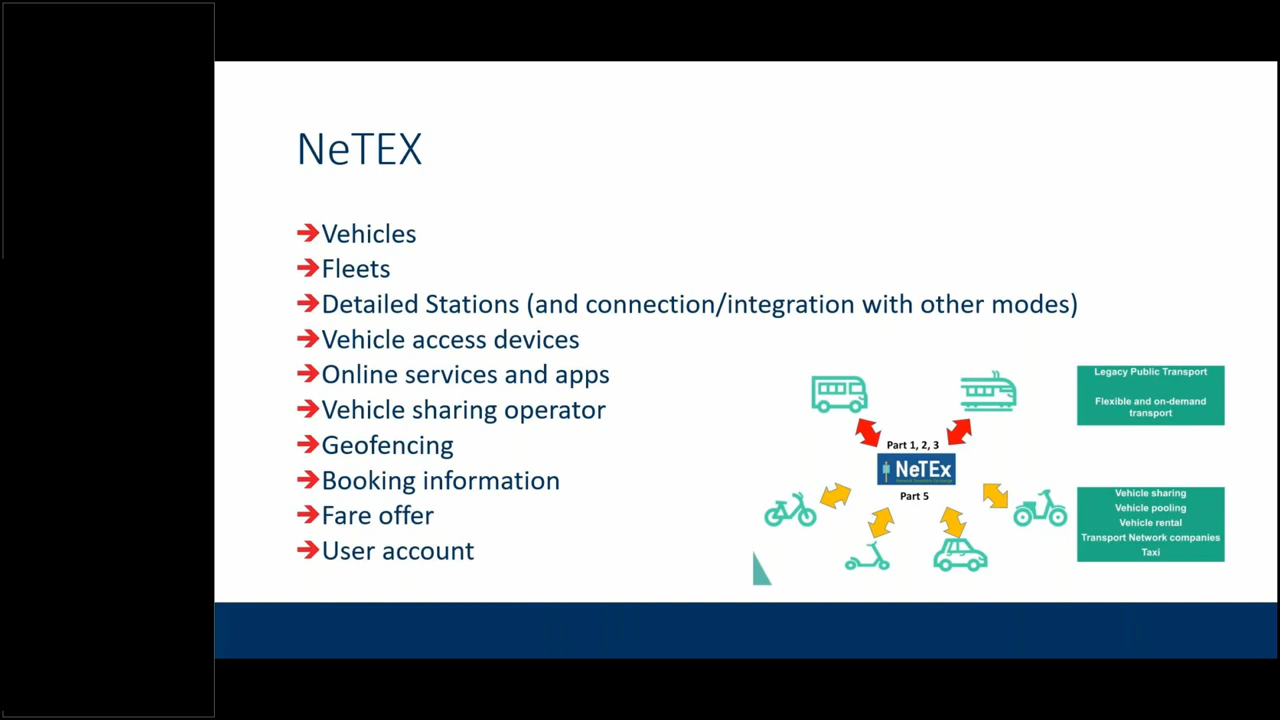 NeTEX
Vehicles
Fleets
Detailed Stations (and connection/integration with other modes)
Vehicle access devices
Online services and apps
Vehicle sharing operator
Geofencing
Booking information
Fare offer
User account
Part 1, 2, 3
NeTEx
Part 5
Legacy Public Transport
Flexible and on-demand
transport
Vehicle sharing
Vehicle pooling
Vehicle rental
Transport Network companies
Taxi